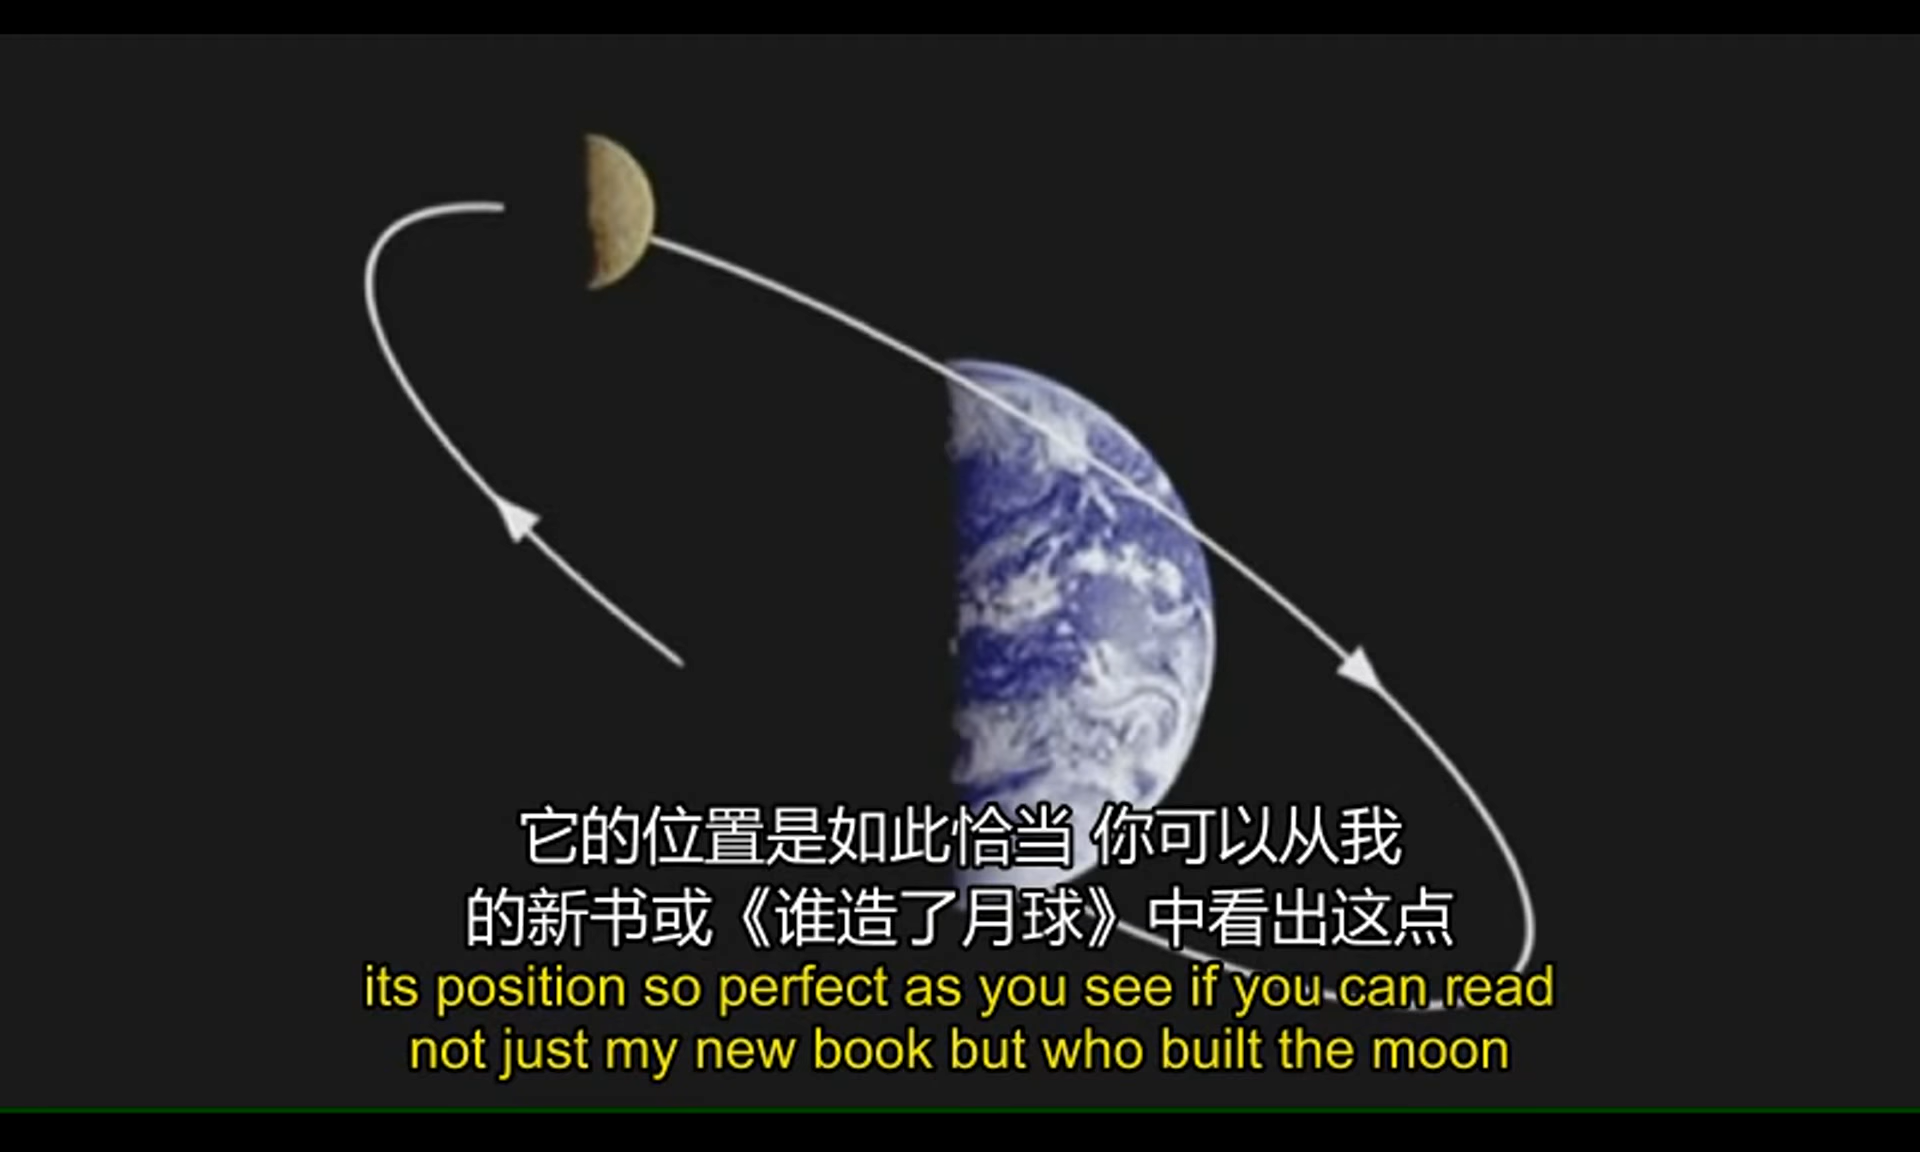 它的位置是如此恰当 你可以从我
的新书或《谁造了月球》中看出这点
its position so perfect as you see if you can read
not just my new book but who built the moon